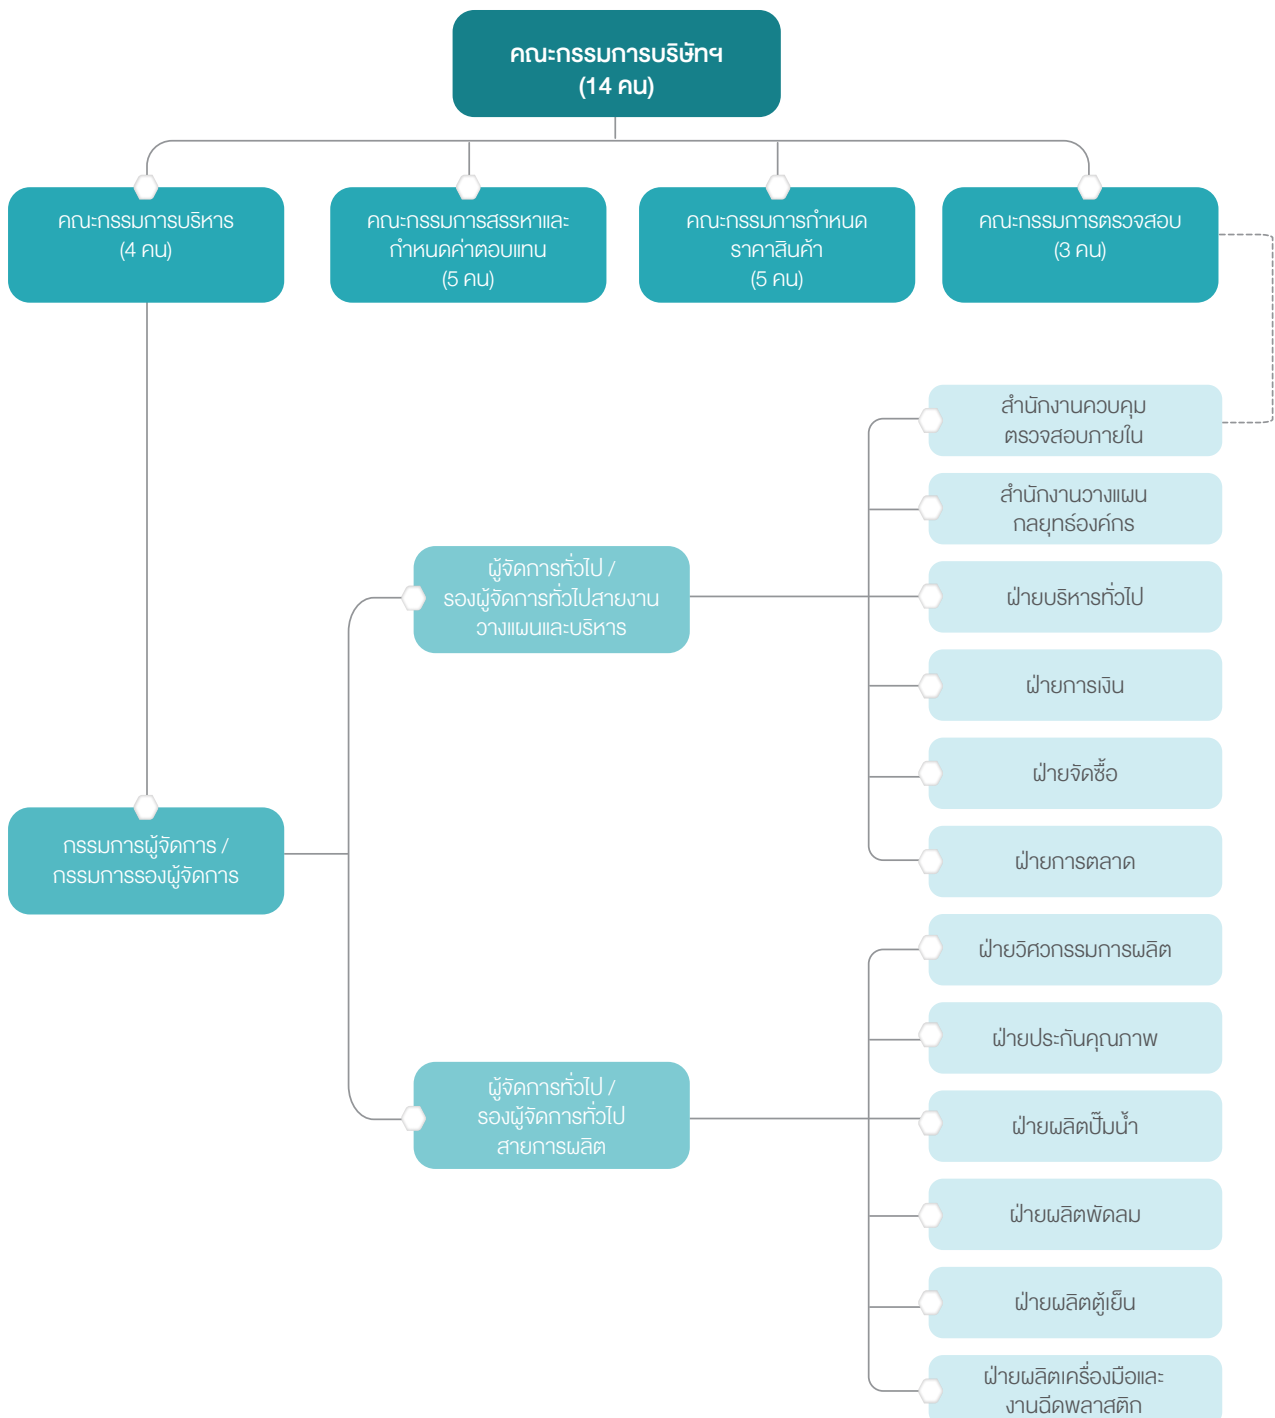 คณะกรรมการบริษัทฯ
(14 คน)
คณะกรรมการบริหาร
(4 คน)
คณะกรรมการสรรหาและ
กำหนดค่าตอบแทน
(5 คน)
คณะกรรมการกำหนด
ราคาสินค้า
(5 คน)
คณะกรรมการตรวจสอบ
(3 คน)
สำนักงานควบคุม
ตรวจสอบภายใน
สำนักงานวางแผน
กลยุทธ์องค์กร
ผู้จัดการทั่วไป /
รองผู้จัดการทั่วไปสายงาน
วางแผนและบริหาร
ฝ่ายบริหารทั่วไป
ฝ่ายการเงิน
ฝ่ายจัดซื้อ
กรรมการผู้จัดการ /
กรรมการรองผู้จัดการ
ฝ่ายการตลาด
ฝ่ายวิศวกรรมการผลิต
ฝ่ายประกันคุณภาพ
ผู้จัดการทั่วไป /
รองผู้จัดการทั่วไป
สายการผลิต
ฝ่ายผลิตปั๊มน้ำ
ฝ่ายผลิตพัดลม
ฝ่ายผลิตตู้เย็น
ฝ่ายผลิตเครื่องมือและ
งานฉีดพลาสติก